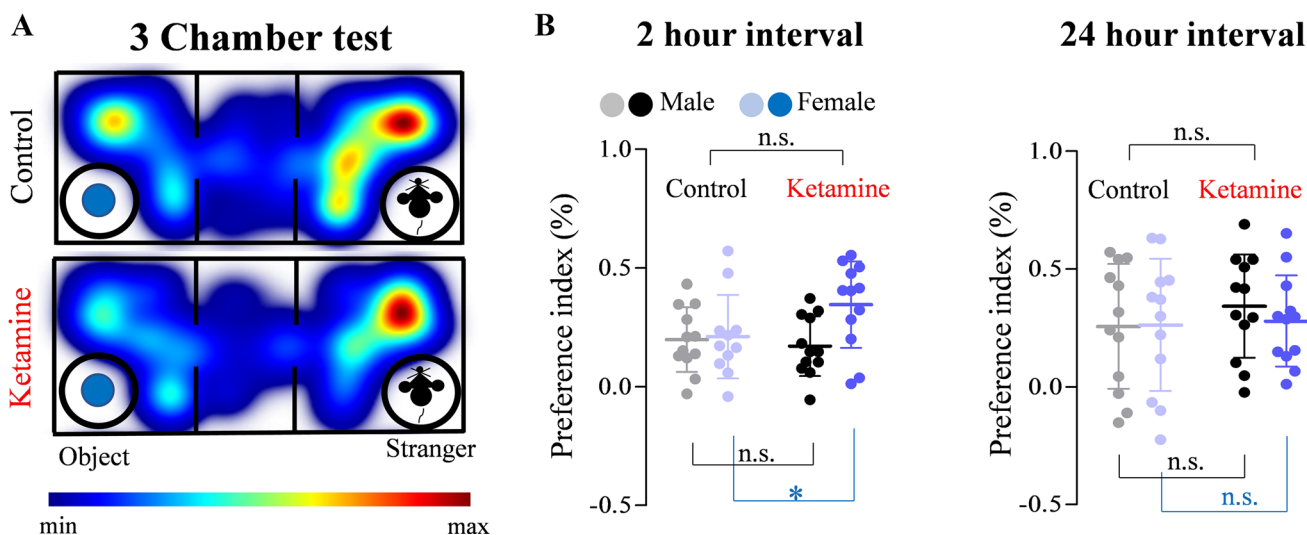 A
3 Chamber test
Control
Ketamine
Object
Stranger
min
max
B
2 hour interval
24 hour interval
Male
Female
n.s.
Control
Ketamine
Preference index (%)
1.0
0.5
0.0
-0.5
n.s.
*
n.s.
Control
Ketamine
Preference index (%)
1.0
0.5
0.0
-0.5
n.s.
n.s.